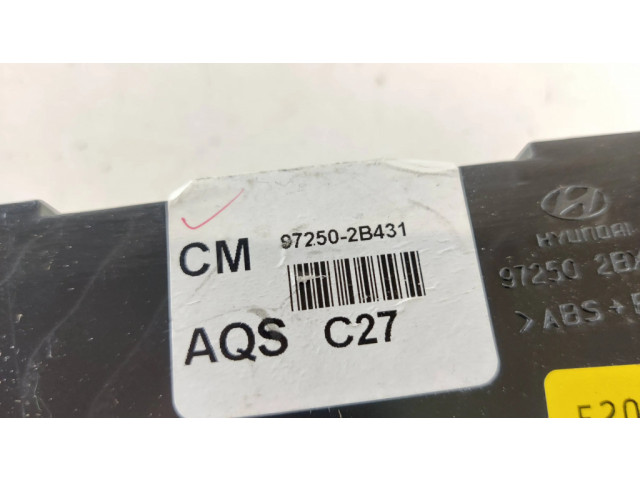 CM 97250-2B431
AQS C27
HYUNDAI
97250
>ABS+